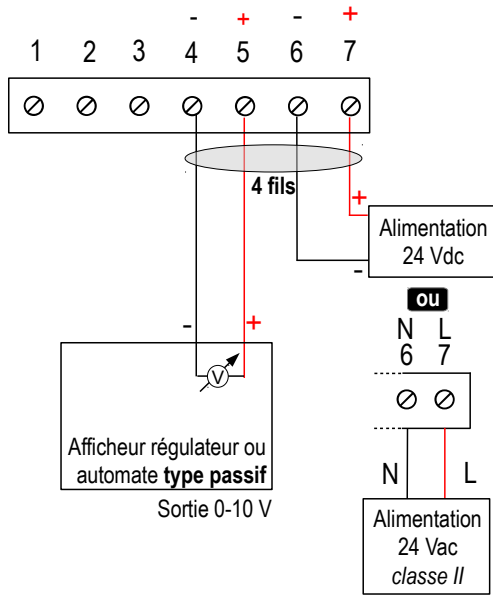 - + - +
1 2 3 4 5 6 7
4 fils
+
Alimentation
24 Vdc
-
ou
N L
6 7
- +
V
Afficheur régulateur ou
automate type passif
Sortie 0-10 V
N L
Alimentation
24 Vac
classe II